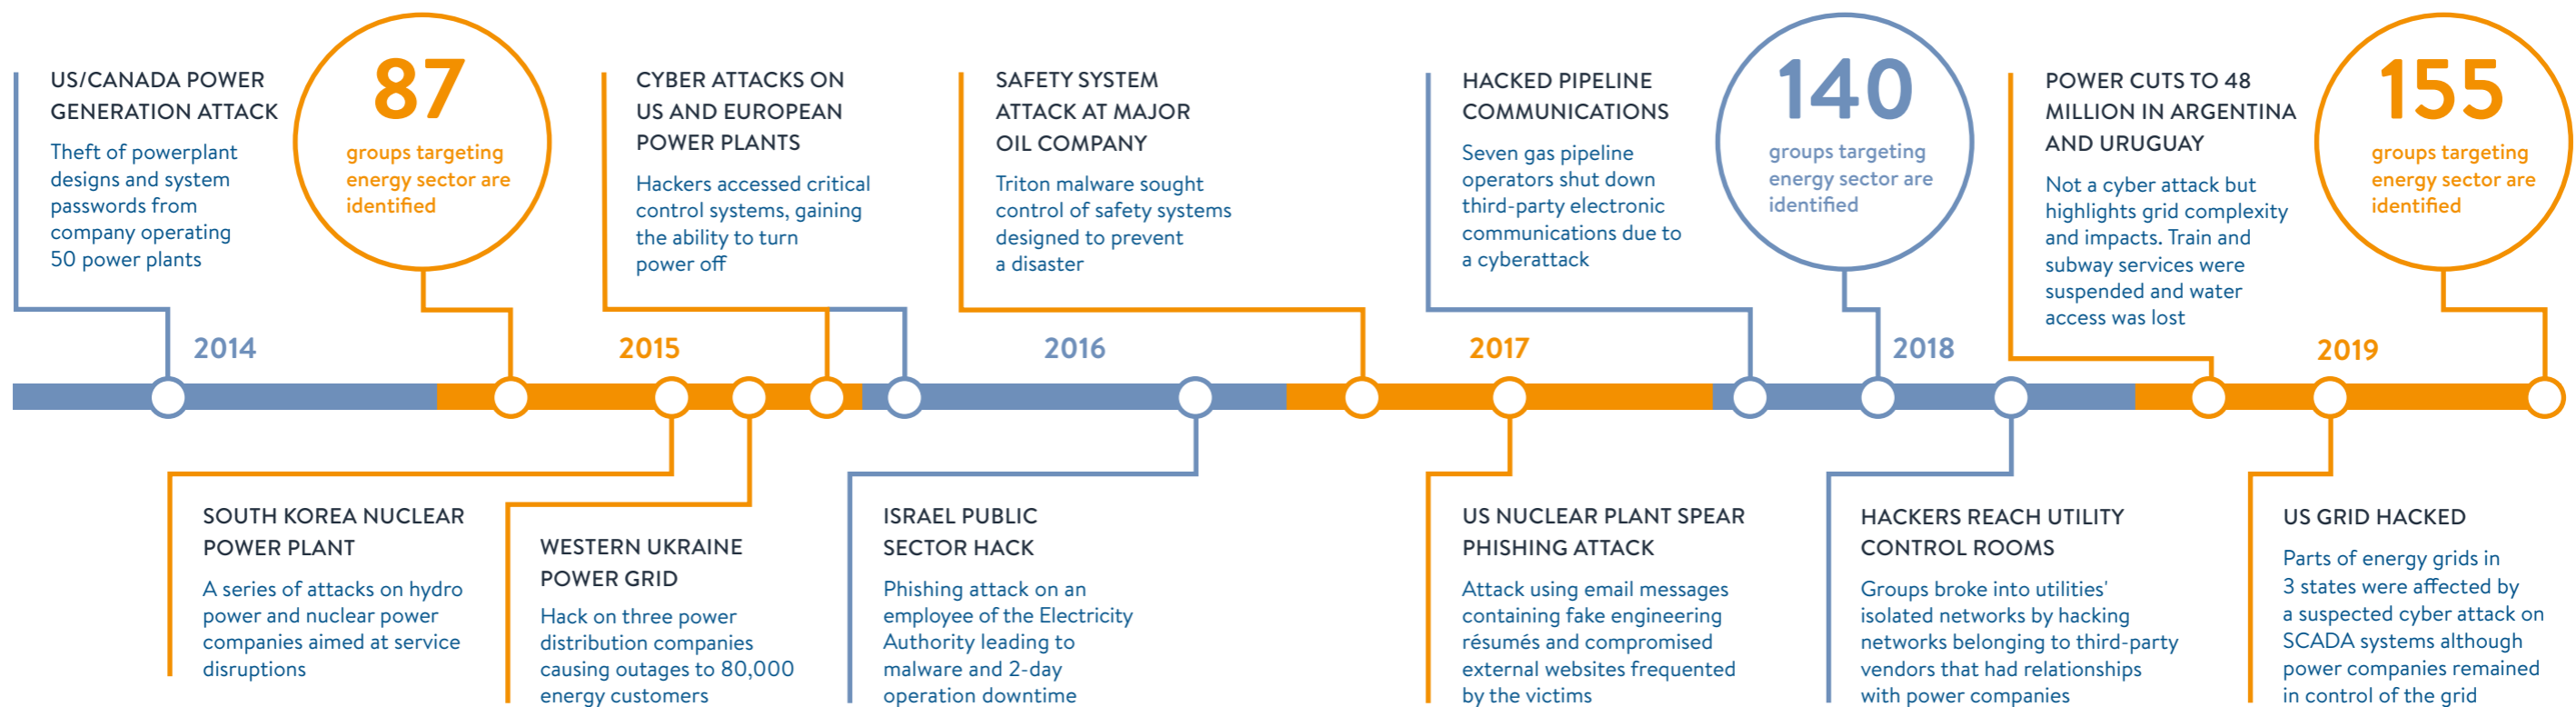 US/CANADA POWER
GENERATION ATTACK
Theft of powerplant
designs and system
passwords from
company operating
50 power plants
87
groups targeting
energy sector are
identified
CYBER ATTACKS ON
US AND EUROPEAN
POWER PLANTS
Hackers accessed critical
control systems, gaining
the ability to turn
power off
SAFETY SYSTEM
ATTACK AT MAJOR
OIL COMPANY
Triton malware sought
control of safety systems
designed to prevent
a disaster
HACKED PIPELINE
COMMUNICATIONS
Seven gas pipeline
operators shut down
third-party electronic
communications due to
a cyberattack
140
groups targeting
energy sector are
identified
POWER CUTS TO 48
MILLION IN ARGENTINA
AND URUGUAY
Not a cyber attack but
highlights grid complexity
and impacts. Train and
subway services were
suspended and water
access was lost
155
groups targeting
energy sector are
identified
2014
2015
2016
2017
2018
2019
SOUTH KOREA NUCLEAR
POWER PLANT
A series of attacks on hydro
power and nuclear power
companies aimed at service
disruptions
WESTERN UKRAINE
POWER GRID
Hack on three power
distribution companies
causing outages to 80,000
energy customers
ISRAEL PUBLIC
SECTOR HACK
Phishing attack on an
employee of the Electricity
Authority leading to
malware and 2-day
operation downtime
US NUCLEAR PLANT SPEAR
PHISHING ATTACK
Attack using email messages
containing fake engineering
résumés and compromised
external websites frequented
by the victims
HACKERS REACH UTILITY
CONTROL ROOMS
Groups broke into utilities'
isolated networks by hacking
networks belonging to third-party
vendors that had relationships
with power companies
US GRID HACKED
Parts of energy grids in
3 states were affected by
a suspected cyber attack on
SCADA systems although
power companies remained
in control of the grid